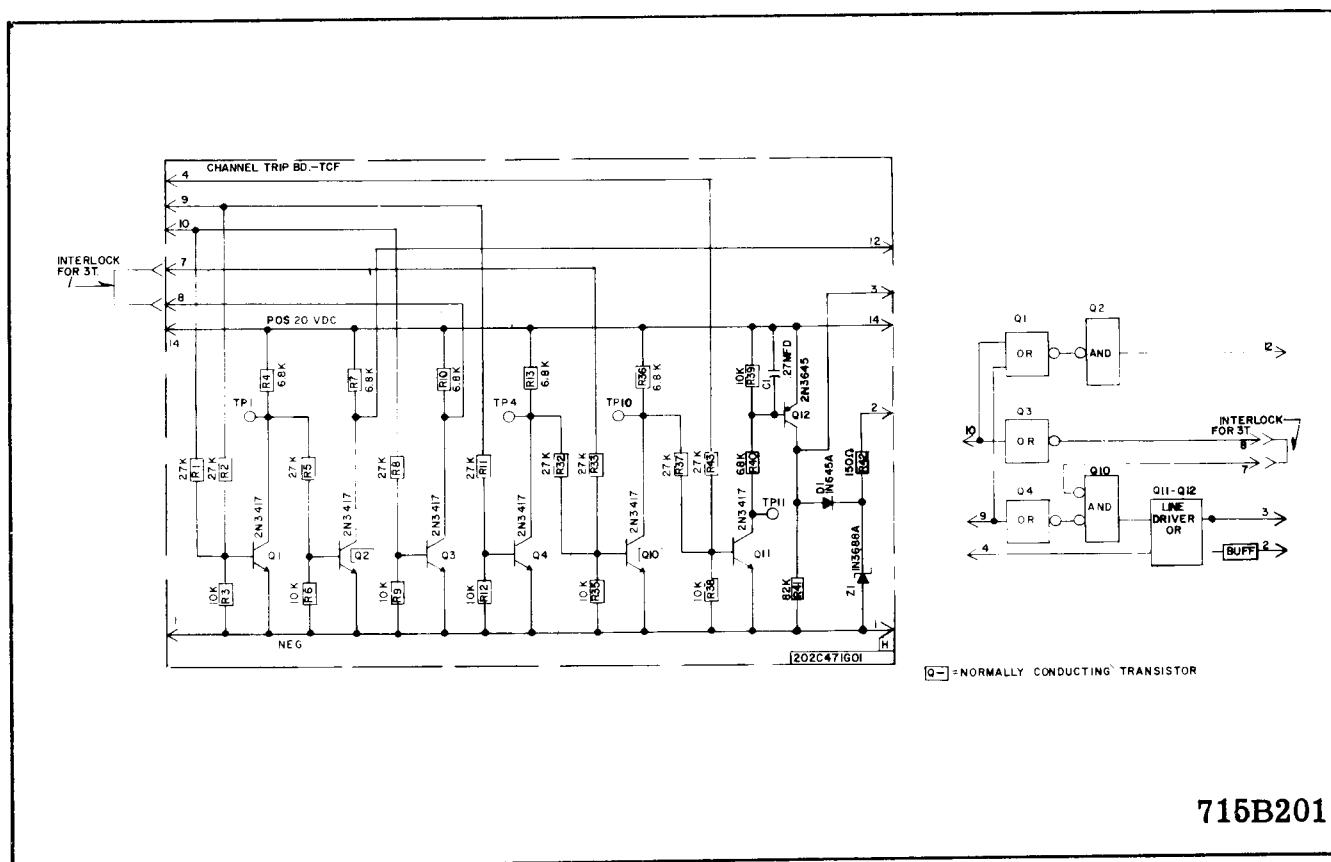 CHANNEL TRIP BD.-TCF
4
9
10
INTERLOCK
FOR 3T.
7
8
12
3
POS 20 VDC
14
14
R4
6.8K
R7
6.8K
R10
6.8K
R13
6.8K
R36
6.8K
10K
R39
C1
.27MFD
2N3645
Q12
TP1
TP4
TP10
2
27K
R1
27K
R2
27K
R5
27K
R8
27K
R11
27K
R32
27K
R33
27K
R37
27K
R43
6.8K
R40
D1
1N645A
150Ω
R42
2N3417
2N3417
2N3417
2N3417
2N3417
2N3417
TP11
Q1
Q2
Q3
Q4
Q10
Q11
1N3688A
Z1
10K
R3
10K
R6
10K
R9
10K
R12
10K
R35
10K
R38
82K
R41
1
NEG
1
H
202C471G01
Q1
OR
Q2
AND
12
Q3
10
OR
INTERLOCK
FOR 3T.
8
7
Q4
9
OR
Q10
AND
Q11-Q12
LINE
DRIVER
OR
3
4
BUFF
2
Q- =NORMALLY CONDUCTING TRANSISTOR
715B201